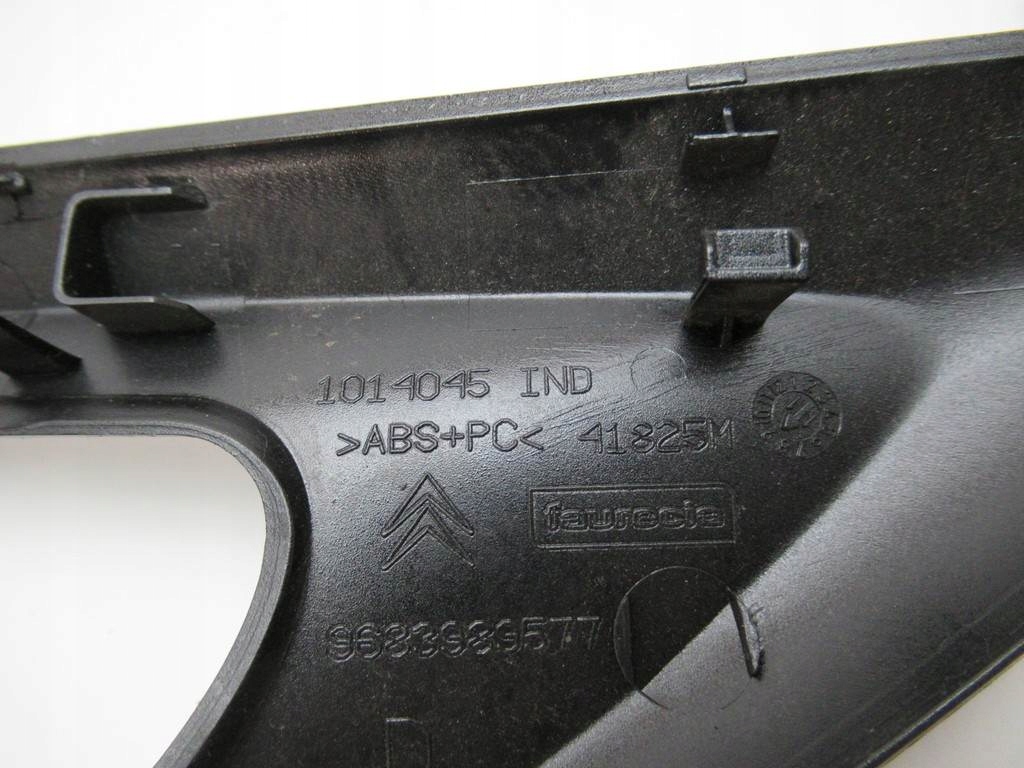 1014045 IND
>ABS+PC< 41825M
faurecia
9683989577
D